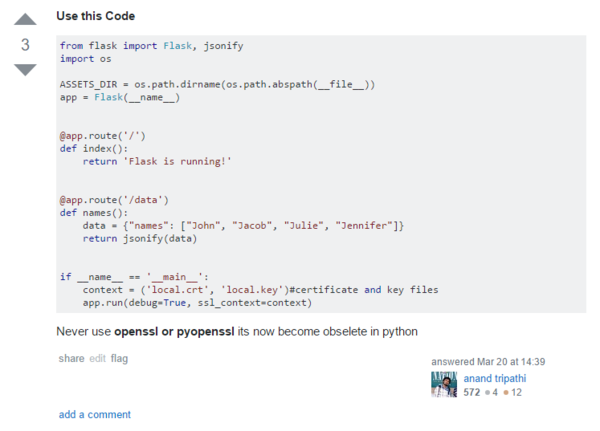 Use this Code
3
from flask import Flask, jsonify
import os
ASSETS_DIR = os.path.dirname(os.path.abspath(__file__))
app = Flask(__name__)
@app.route('/')
def index():
    return 'Flask is running!'
@app.route('/data')
def names():
    data = {"names": ["John", "Jacob", "Julie", "Jennifer"]}
    return jsonify(data)
if __name__ == '__main__':
    context = ('local.crt', 'local.key')#certificate and key files
    app.run(debug=True, ssl_context=context)
Never use openssl or pyopenssl its now become obselete in python
share edit flag
answered Mar 20 at 14:39
anand tripathi
572 ●4 ●12
add a comment